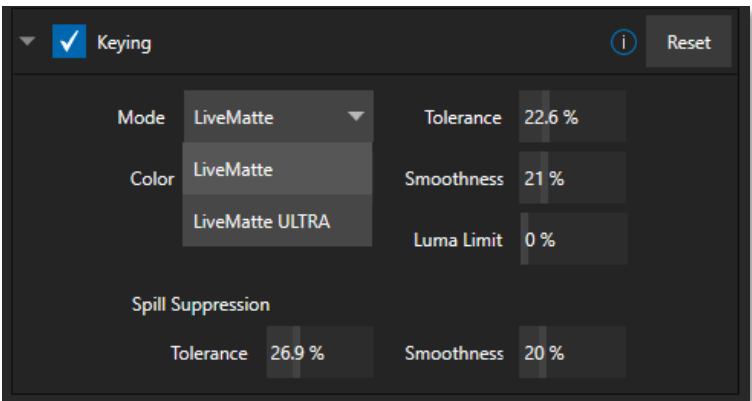 Keying
i
Reset
Mode
LiveMatte
Tolerance
22.6 %
LiveMatte
Color
Smoothness
21 %
LiveMatte ULTRA
Luma Limit
0 %
Spill Suppression
Tolerance
26.9 %
Smoothness
20 %